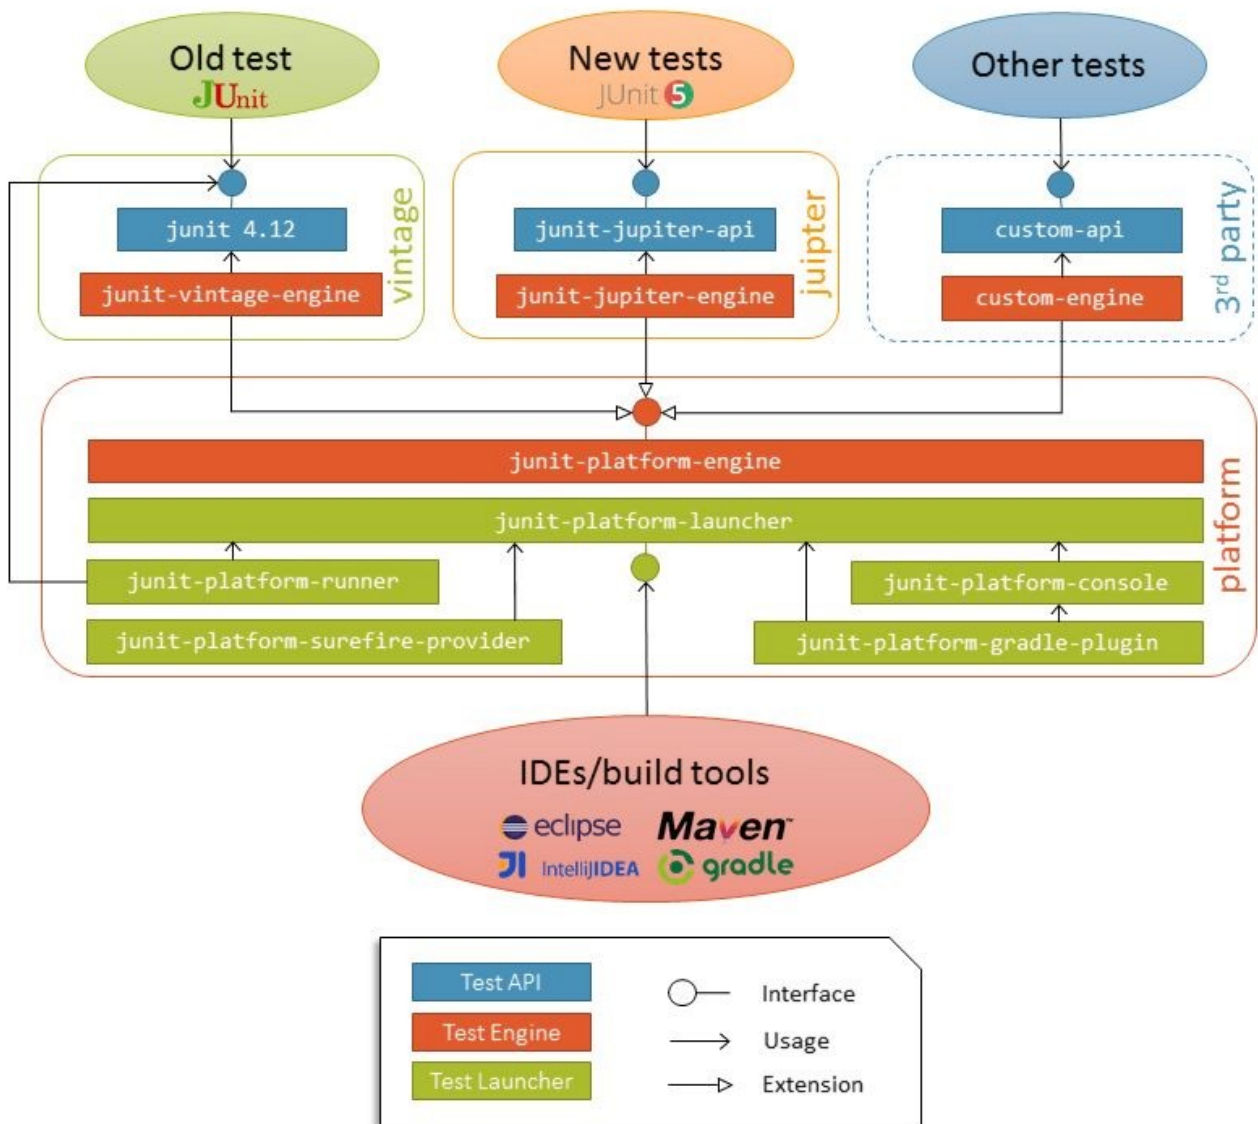 Old test
JUnit
New tests
JUnit 5
Other tests
junit 4.12
junit-vintage-engine
vintage
junit-jupiter-api
junit-jupiter-engine
juipter
custom-api
custom-engine
3rd party
junit-platform-engine
junit-platform-launcher
junit-platform-runner
junit-platform-console
junit-platform-surefire-provider
junit-platform-gradle-plugin
platform
IDEs/build tools
eclipse
Maven™
JI IntelliJIDEA
gradle
Test API
Interface
Test Engine
Usage
Test Launcher
Extension